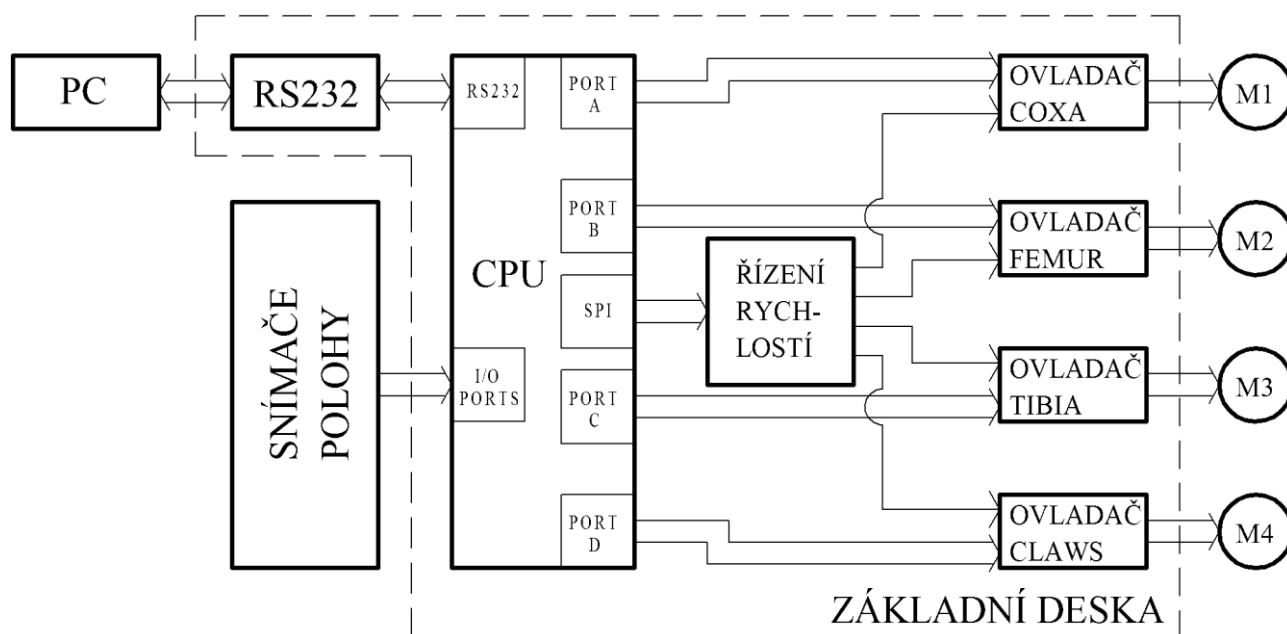 PC
RS232
RS232
PORT
A
OVLADAČ
COXA
M1
PORT
B
OVLADAČ
FEMUR
M2
SNÍMAČE
POLOHY
CPU
SPI
ŘÍZENÍ
RYCH-
LOSTÍ
I/O
PORTS
PORT
C
OVLADAČ
TIBIA
M3
PORT
D
OVLADAČ
CLAWS
M4
ZÁKLADNÍ DESKA